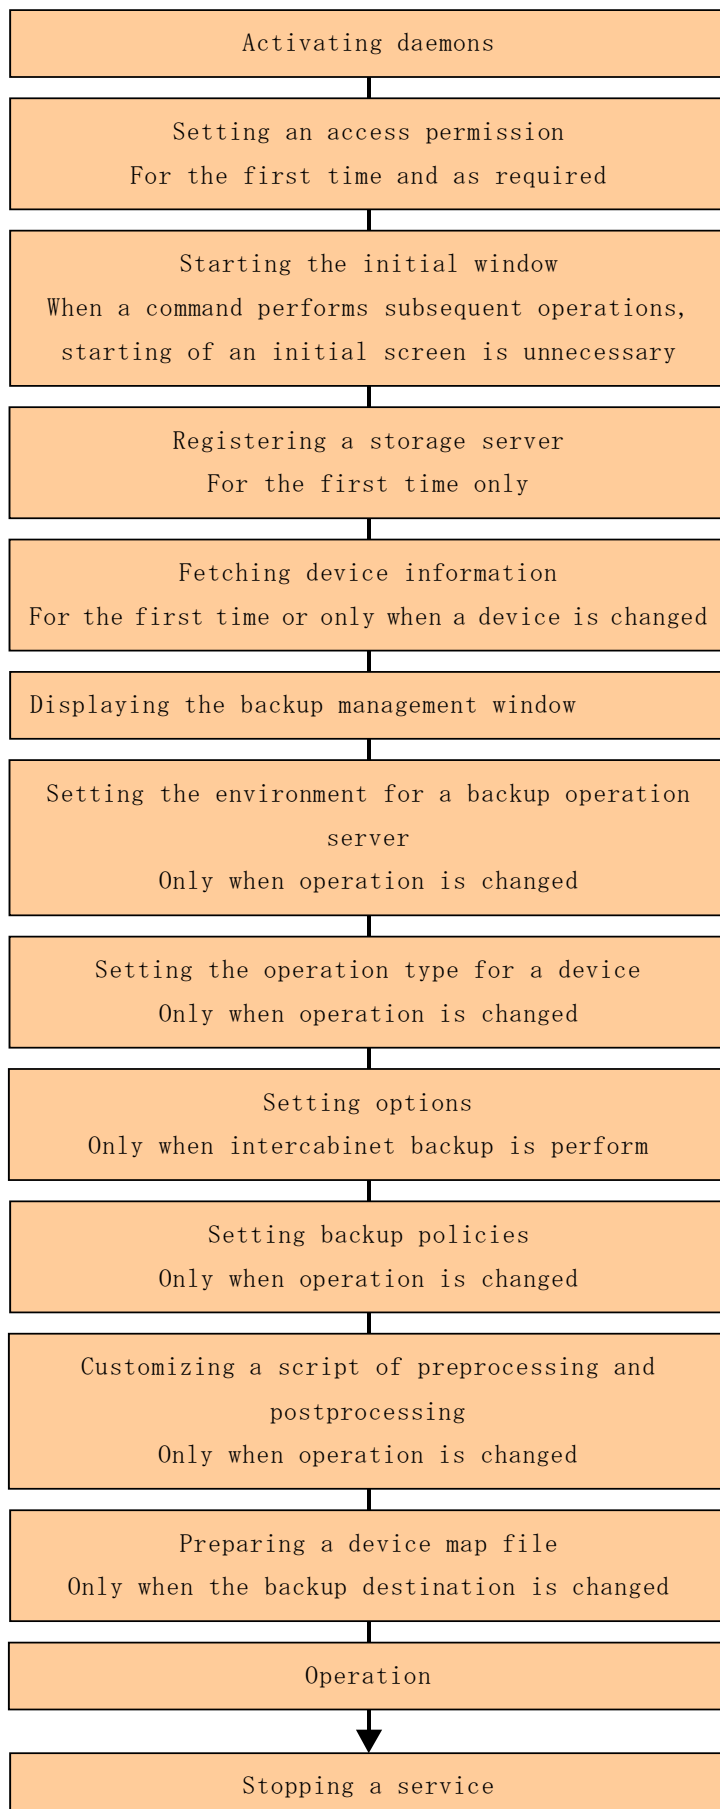 Activating daemons
Setting an access permission
For the first time and as required
Starting the initial window
When a command performs subsequent operations,
starting of an initial screen is unnecessary
Registering a storage server
For the first time only
Fetching device information
For the first time or only when a device is changed
Displaying the backup management window
Setting the environment for a backup operation
server
Only when operation is changed
Setting the operation type for a device
Only when operation is changed
Setting options
Only when intercabinet backup is perform
Setting backup policies
Only when operation is changed
Customizing a script of preprocessing and
postprocessing
Only when operation is changed
Preparing a device map file
Only when the backup destination is changed
Operation
Stopping a service